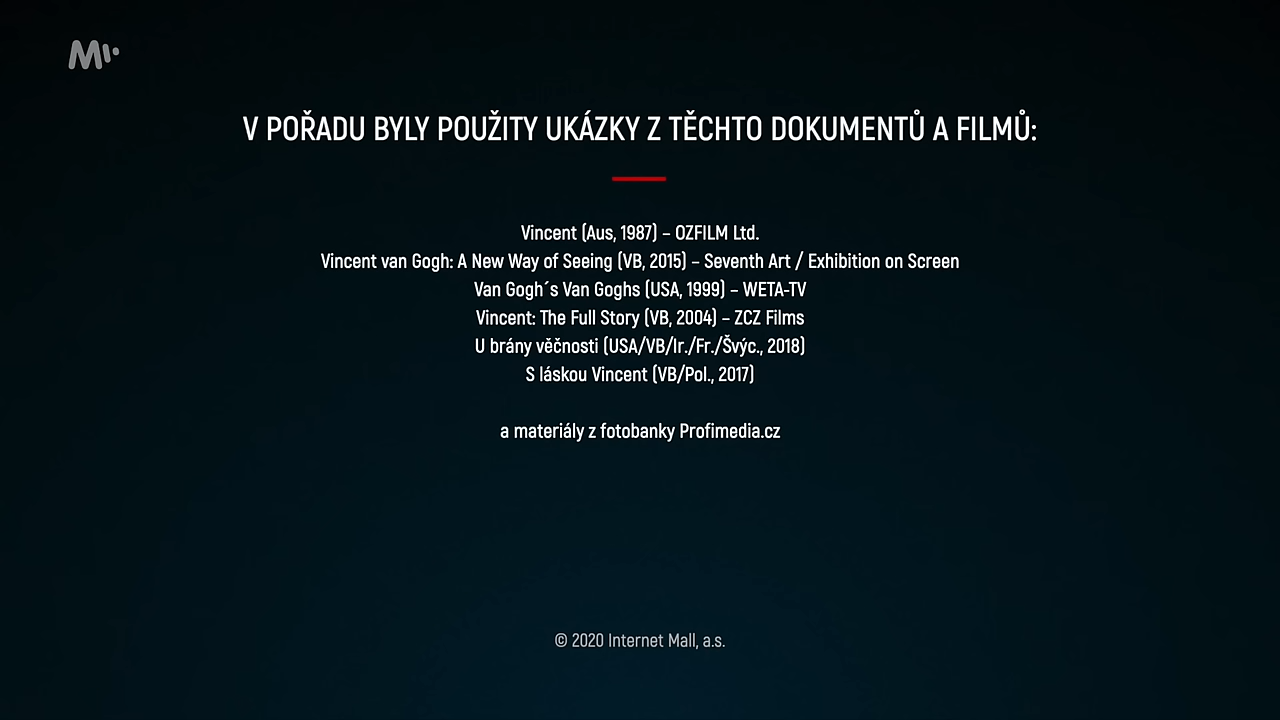 M
V POŘADU BYLY POUŽITY UKÁZKY Z TĚCHTO DOKUMENTŮ A FILMŮ:
Vincent (Aus, 1987) – OZFILM Ltd.
Vincent van Gogh: A New Way of Seeing (VB, 2015) – Seventh Art / Exhibition on Screen
Van Gogh´s Van Goghs (USA, 1999) – WETA-TV
Vincent: The Full Story (VB, 2004) – ZCZ Films
U brány věčnosti (USA/VB/Ir./Fr./Švýc., 2018)
S láskou Vincent (VB/Pol., 2017)
a materiály z fotobanky Profimedia.cz
© 2020 Internet Mall, a.s.